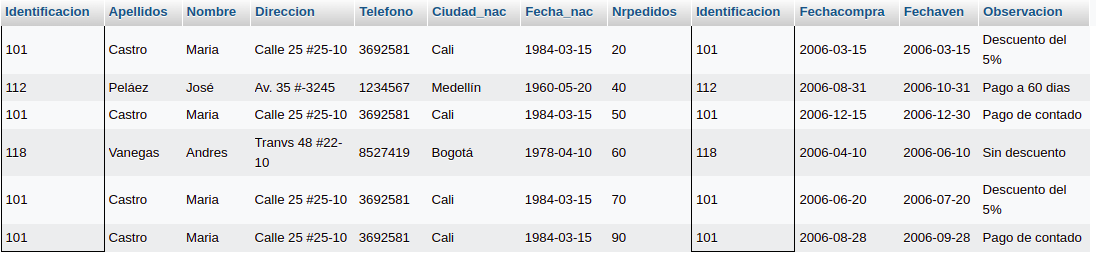 Identificacion Apellidos Nombre Direccion Telefono Ciudad_nac Fecha_nac Nrpedidos Identificacion Fechacompra Fechaven Observacion
101 Castro Maria Calle 25 #25-10 3692581 Cali 1984-03-15 20 101 2006-03-15 2006-03-15 Descuento del
5%
112 Peláez José Av. 35 #-3245 1234567 Medellín 1960-05-20 40 112 2006-08-31 2006-10-31 Pago a 60 dias
101 Castro Maria Calle 25 #25-10 3692581 Cali 1984-03-15 50 101 2006-12-15 2006-12-30 Pago de contado
118 Vanegas Andres Tranvs 48 #22- 8527419 Bogotá 1978-04-10 60 118 2006-04-10 2006-06-10 Sin descuento
10
101 Castro Maria Calle 25 #25-10 3692581 Cali 1984-03-15 70 101 2006-06-20 2006-07-20 Descuento del
5%
101 Castro Maria Calle 25 #25-10 3692581 Cali 1984-03-15 90 101 2006-08-28 2006-09-28 Pago de contado